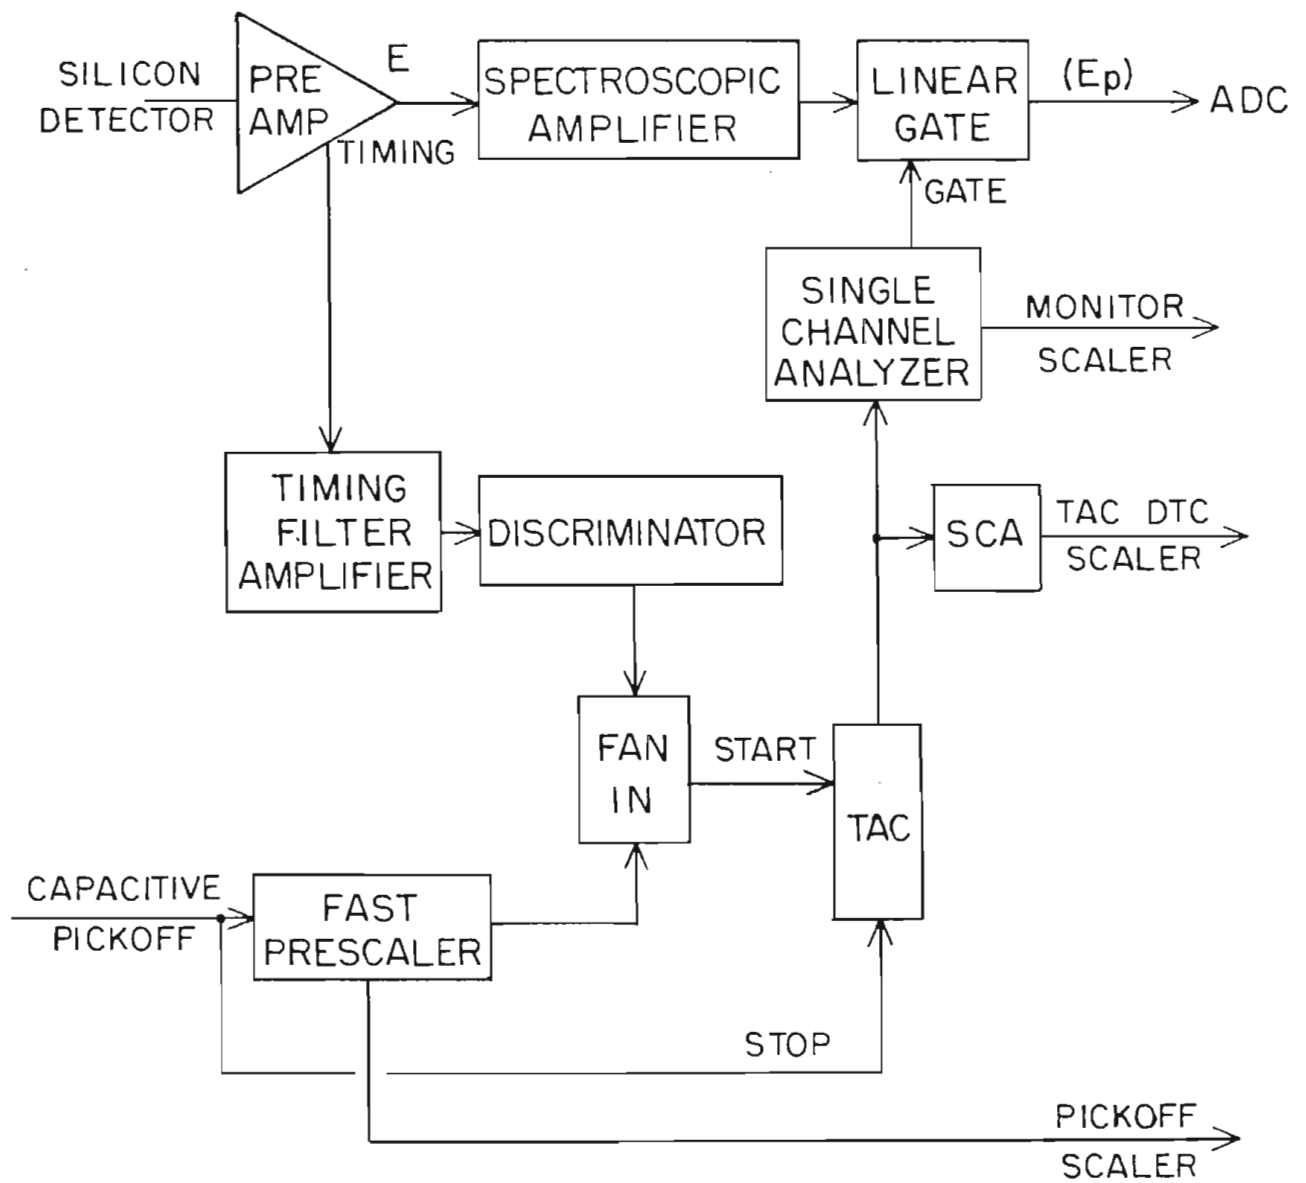 SILICON
DETECTOR
PRE
AMP
E
TIMING
SPECTROSCOPIC
AMPLIFIER
LINEAR
GATE
(Ep)
ADC
GATE
SINGLE
CHANNEL
ANALYZER
MONITOR
SCALER
TIMING
FILTER
AMPLIFIER
DISCRIMINATOR
SCA
TAC DTC
SCALER
FAN
IN
START
TAC
CAPACITIVE
PICKOFF
FAST
PRESCALER
STOP
PICKOFF
SCALER